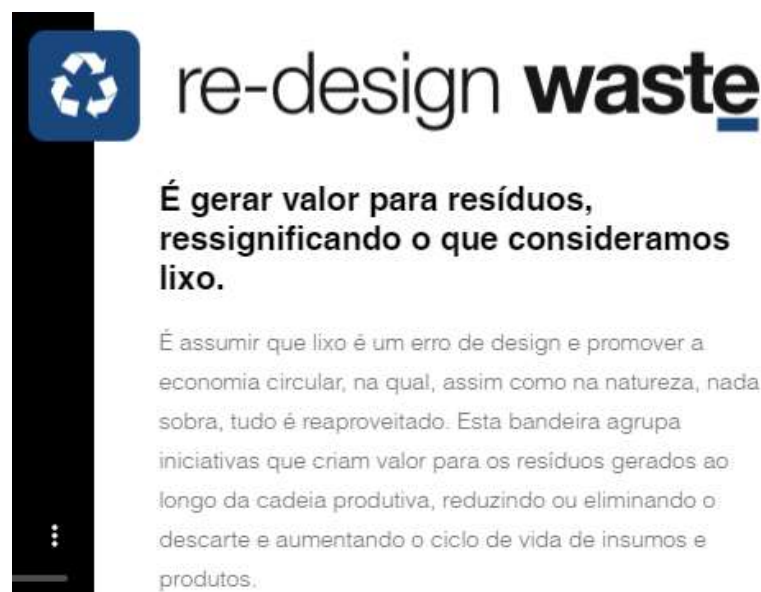 re-design waste
É gerar valor para resíduos,
ressignificando o que consideramos
lixo.
É assumir que lixo é um erro de design e promover a
economia circular, na qual, assim como na natureza, nada
sobra, tudo é reaproveitado. Esta bandeira agrupa
iniciativas que criam valor para os resíduos gerados ao
longo da cadeia produtiva, reduzindo ou eliminando o
descarte e aumentando o ciclo de vida de insumos e
produtos.